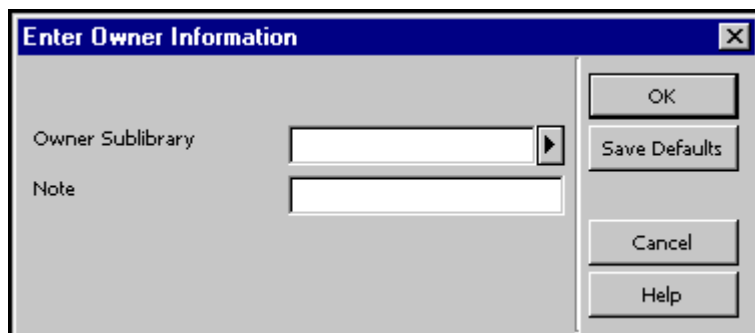 Enter Owner Information
Owner Sublibrary
Note
OK
Save Defaults
Cancel
Help